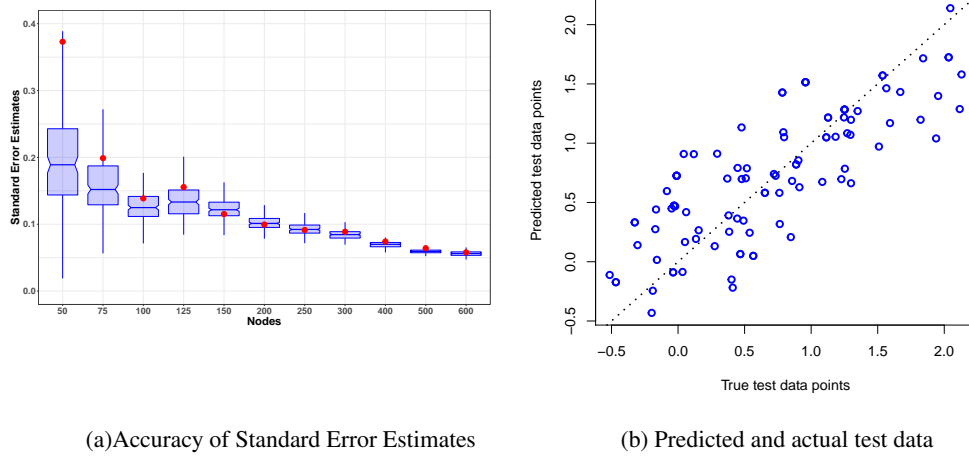 0.4
0.3
0.2
0.1
0.0
Standard Error Estimates
50 75 100 125 150 200 250 300 400 500 600
Nodes
2.0
1.5
1.0
0.5
0.0
−0.5
Predicted test data points
−0.5 0.0 0.5 1.0 1.5 2.0
True test data points
(a)Accuracy of Standard Error Estimates
(b) Predicted and actual test data